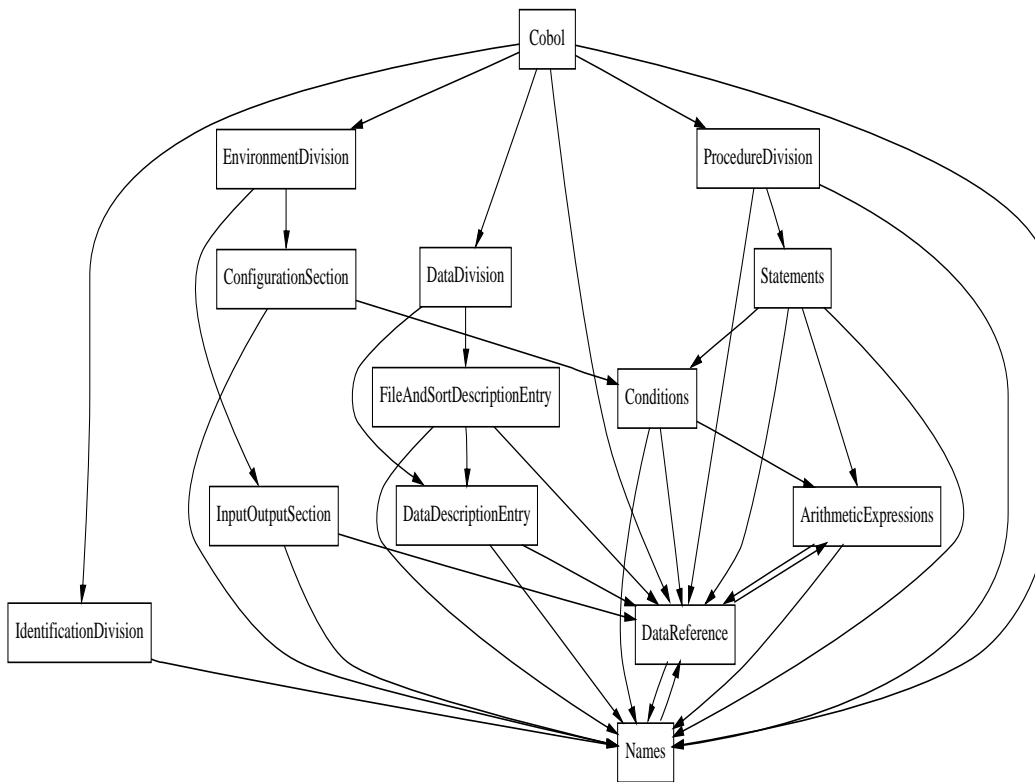 Cobol
EnvironmentDivision
ProcedureDivision
ConfigurationSection
DataDivision
Statements
FileAndSortDescriptionEntry
Conditions
InputOutputSection
DataDescriptionEntry
ArithmeticExpressions
IdentificationDivision
DataReference
Names